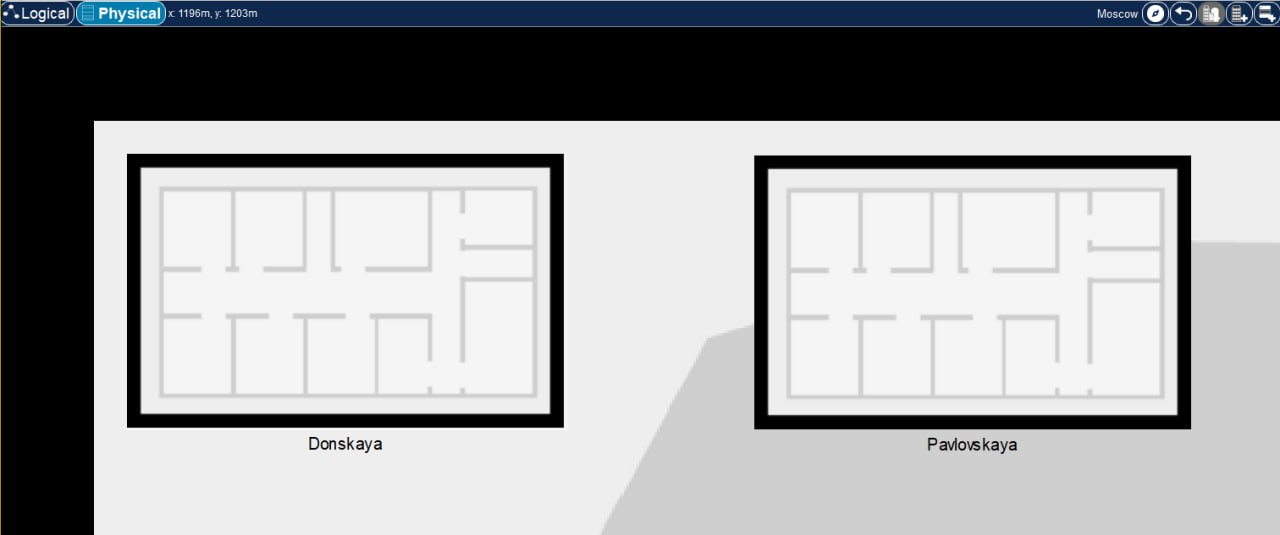 Logical Physical x: 1196m, y: 1203m Moscow
Donskaya Pavlovskaya